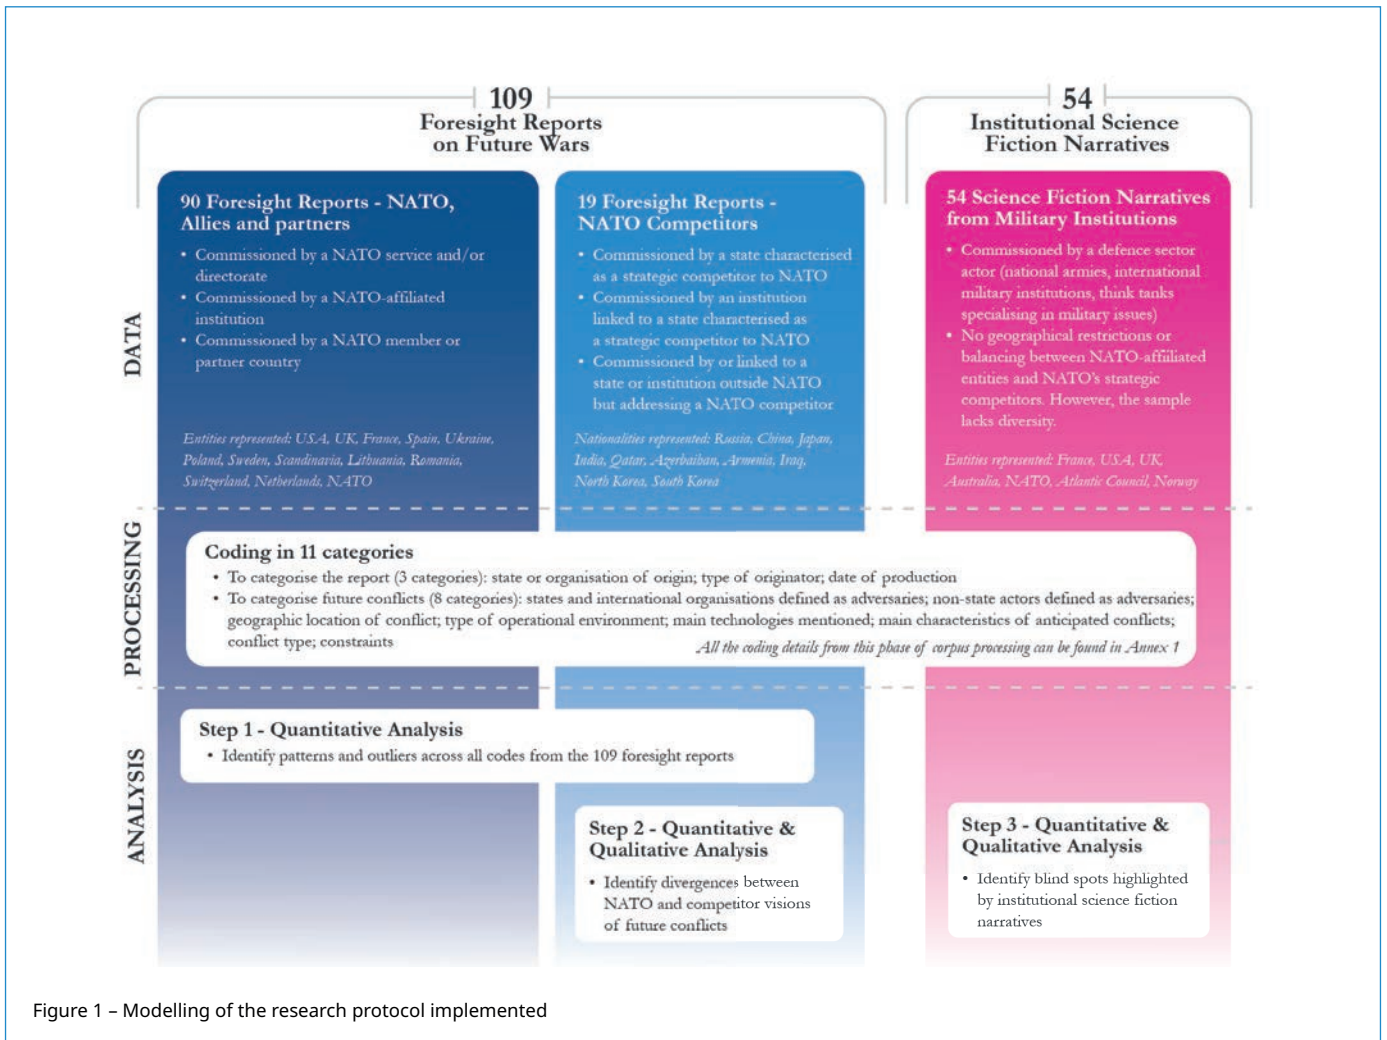 109
Foresight Reports
on Future Wars
54
Institutional Science
Fiction Narratives
DATA
90 Foresight Reports - NATO,
Allies and partners
• Commissioned by a NATO service and/or
directorate
• Commissioned by a NATO-affiliated
institution
• Commissioned by a NATO member or
partner country
Entities represented: USA, UK, France, Spain, Ukraine,
Poland, Sweden, Scandinavia, Lithuania, Romania,
Switzerland, Netherlands, NATO
19 Foresight Reports -
NATO Competitors
• Commissioned by a state characterised
as a strategic competitor to NATO
• Commissioned by an institution
linked to a state characterised as
a strategic competitor to NATO
• Commissioned by or linked to a
state or institution outside NATO
but addressing a NATO competitor
Nationalities represented: Russia, China, Japan,
India, Qatar, Azerbaihan, Armenia, Iraq,
North Korea, South Korea
54 Science Fiction Narratives
from Military Institutions
• Commissioned by a defence sector
actor (national armies, international
military institutions, think tanks
specialising in military issues)
• No geographical restrictions or
balancing between NATO-affiliated
entities and NATO's strategic
competitors. However, the sample
lacks diversity.
Entities represented: France, USA, UK,
Australia, NATO, Atlantic Council, Norway
PROCESSING
Coding in 11 categories
• To categorise the report (3 categories): state or organisation of origin; type of originator; date of production
• To categorise future conflicts (8 categories): states and international organisations defined as adversaries; non-state actors defined as adversaries;
geographic location of conflict; type of operational environment; main technologies mentioned; main characteristics of anticipated conflicts;
conflict type; constraints
All the coding details from this phase of corpus processing can be found in Annex 1
ANALYSIS
Step 1 - Quantitative Analysis
• Identify patterns and outliers across all codes from the 109 foresight reports
Step 2 - Quantitative &
Qualitative Analysis
• Identify divergences between
NATO and competitor visions
of future conflicts
Step 3 - Quantitative &
Qualitative Analysis
• Identify blind spots highlighted
by institutional science fiction
narratives
Figure 1 – Modelling of the research protocol implemented